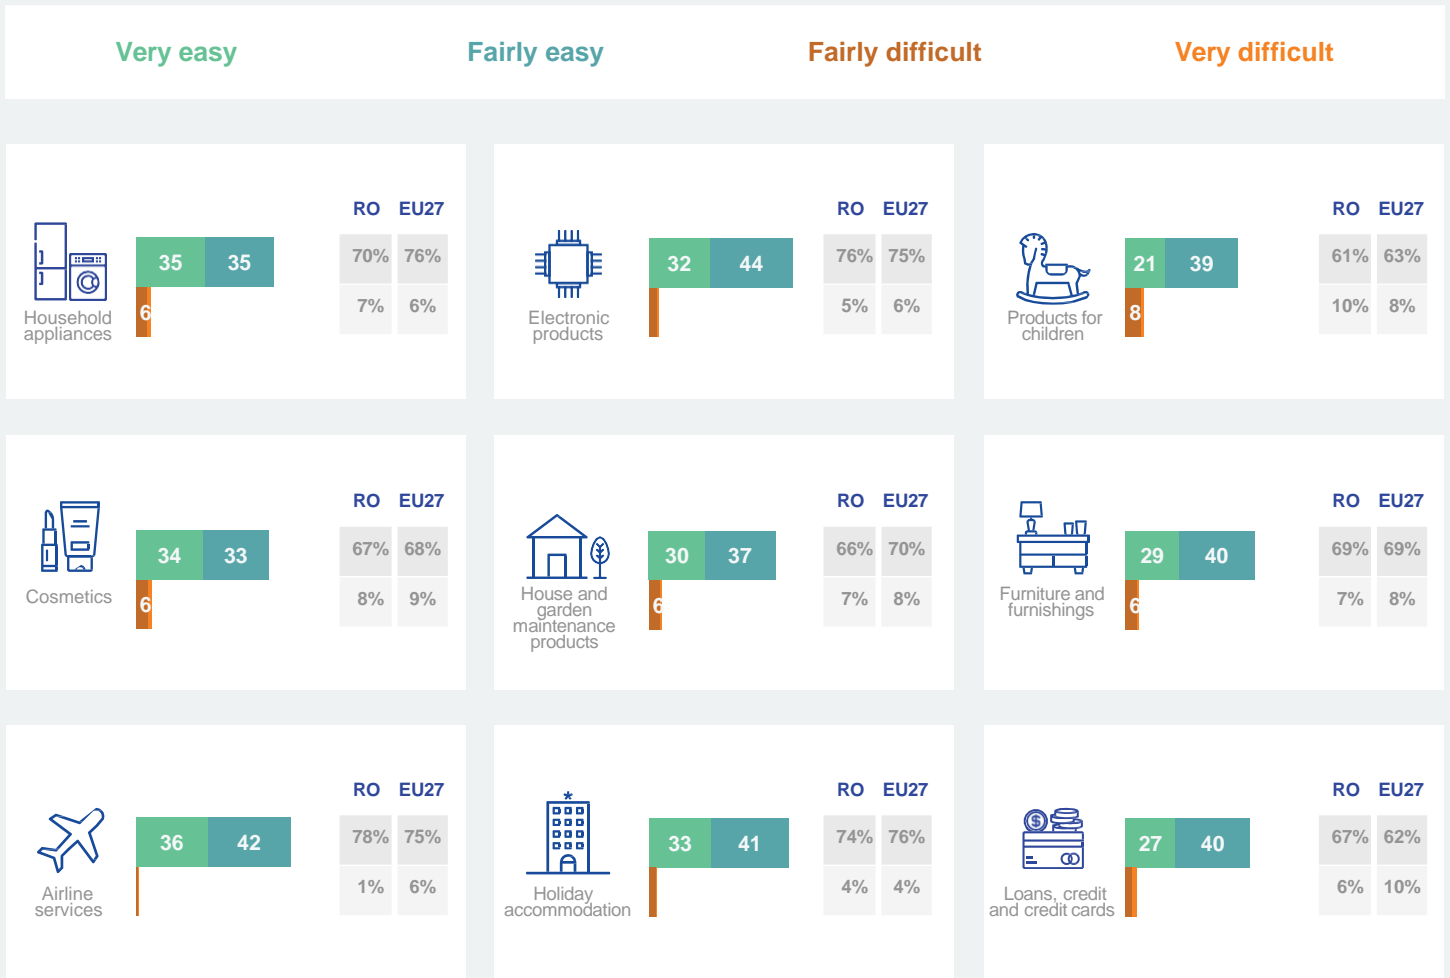 Very easy Fairly easy Fairly difficult Very difficult
RO EU27
35 35 70% 76%
6 7% 6%
Household
appliances
RO EU27
32 44 76% 75%
5% 6%
Electronic
products
RO EU27
21 39 61% 63%
8 10% 8%
Products for
children
RO EU27
34 33 67% 68%
6 8% 9%
Cosmetics
RO EU27
30 37 66% 70%
6 7% 8%
House and
garden
maintenance
products
RO EU27
29 40 69% 69%
6 7% 8%
Furniture and
furnishings
RO EU27
36 42 78% 75%
1% 6%
Airline
services
RO EU27
33 41 74% 76%
4% 4%
Holiday
accommodation
RO EU27
27 40 67% 62%
$
6% 10%
Loans, credit
and credit cards